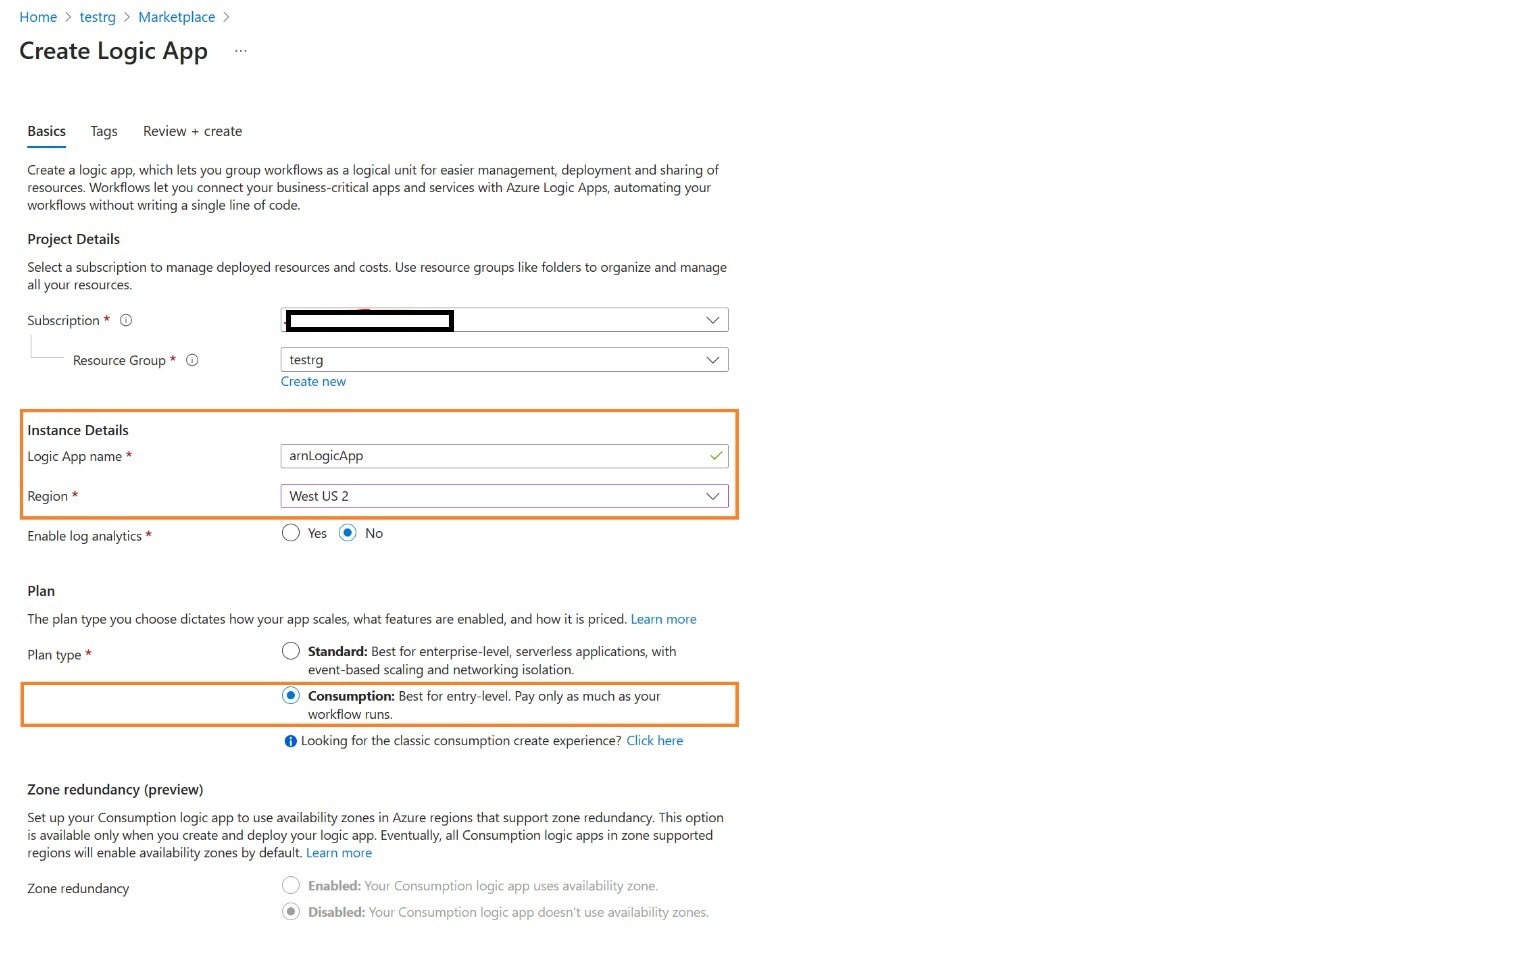 Home > testrg > Marketplace >
Create Logic App ...
Basics Tags Review + create
Create a logic app, which lets you group workflows as a logical unit for easier management, deployment and sharing of
resources. Workflows let you connect your business-critical apps and services with Azure Logic Apps, automating your
workflows without writing a single line of code.
Project Details
Select a subscription to manage deployed resources and costs. Use resource groups like folders to organize and manage
all your resources.
Subscription *
Resource Group * testrg
Create new
Instance Details
Logic App name * arnLogicApp
Region * West US 2
Enable log analytics * Yes No
Plan
The plan type you choose dictates how your app scales, what features are enabled, and how it is priced. Learn more
Plan type * Standard: Best for enterprise-level, serverless applications, with
event-based scaling and networking isolation.
Consumption: Best for entry-level. Pay only as much as your
workflow runs.
Looking for the classic consumption create experience? Click here
Zone redundancy (preview)
Set up your Consumption logic app to use availability zones in Azure regions that support zone redundancy. This option
is available only when you create and deploy your logic app. Eventually, all Consumption logic apps in zone supported
regions will enable availability zones by default. Learn more
Zone redundancy Enabled: Your Consumption logic app uses availability zone.
Disabled: Your Consumption logic app doesn't use availability zones.